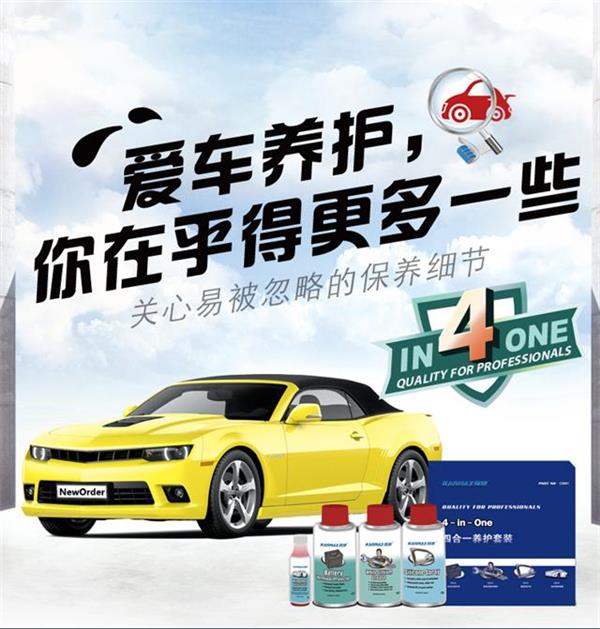 爱车养护，
你在乎得更多一些
关心易被忽略的保养细节
IN 4 ONE
QUALITY FOR PROFESSIONALS
NewOrder
QUALITY FOR PROFESSIONALS
4-in-One
四合一养护套装
Battery
Silicone Spray